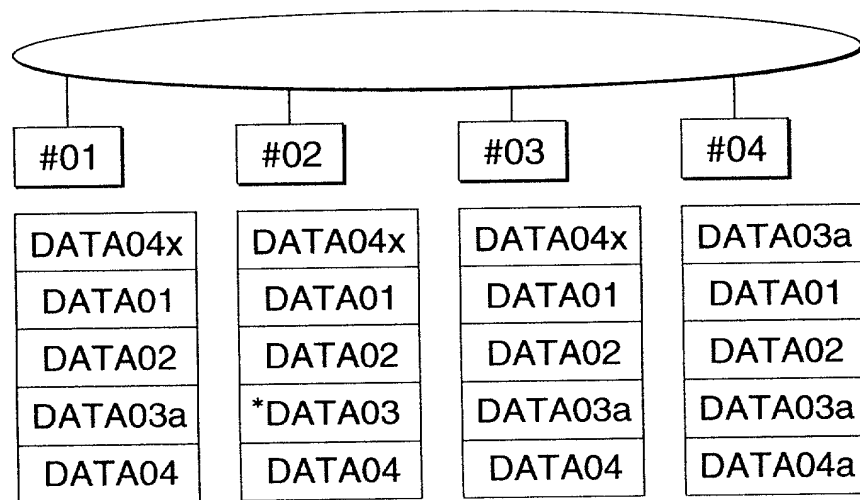 #01 #02 #03 #04
DATA04x DATA04x DATA04x DATA03a
DATA01 DATA01 DATA01 DATA01
DATA02 DATA02 DATA02 DATA02
DATA03a *DATA03 DATA03a DATA03a
DATA04 DATA04 DATA04 DATA04a